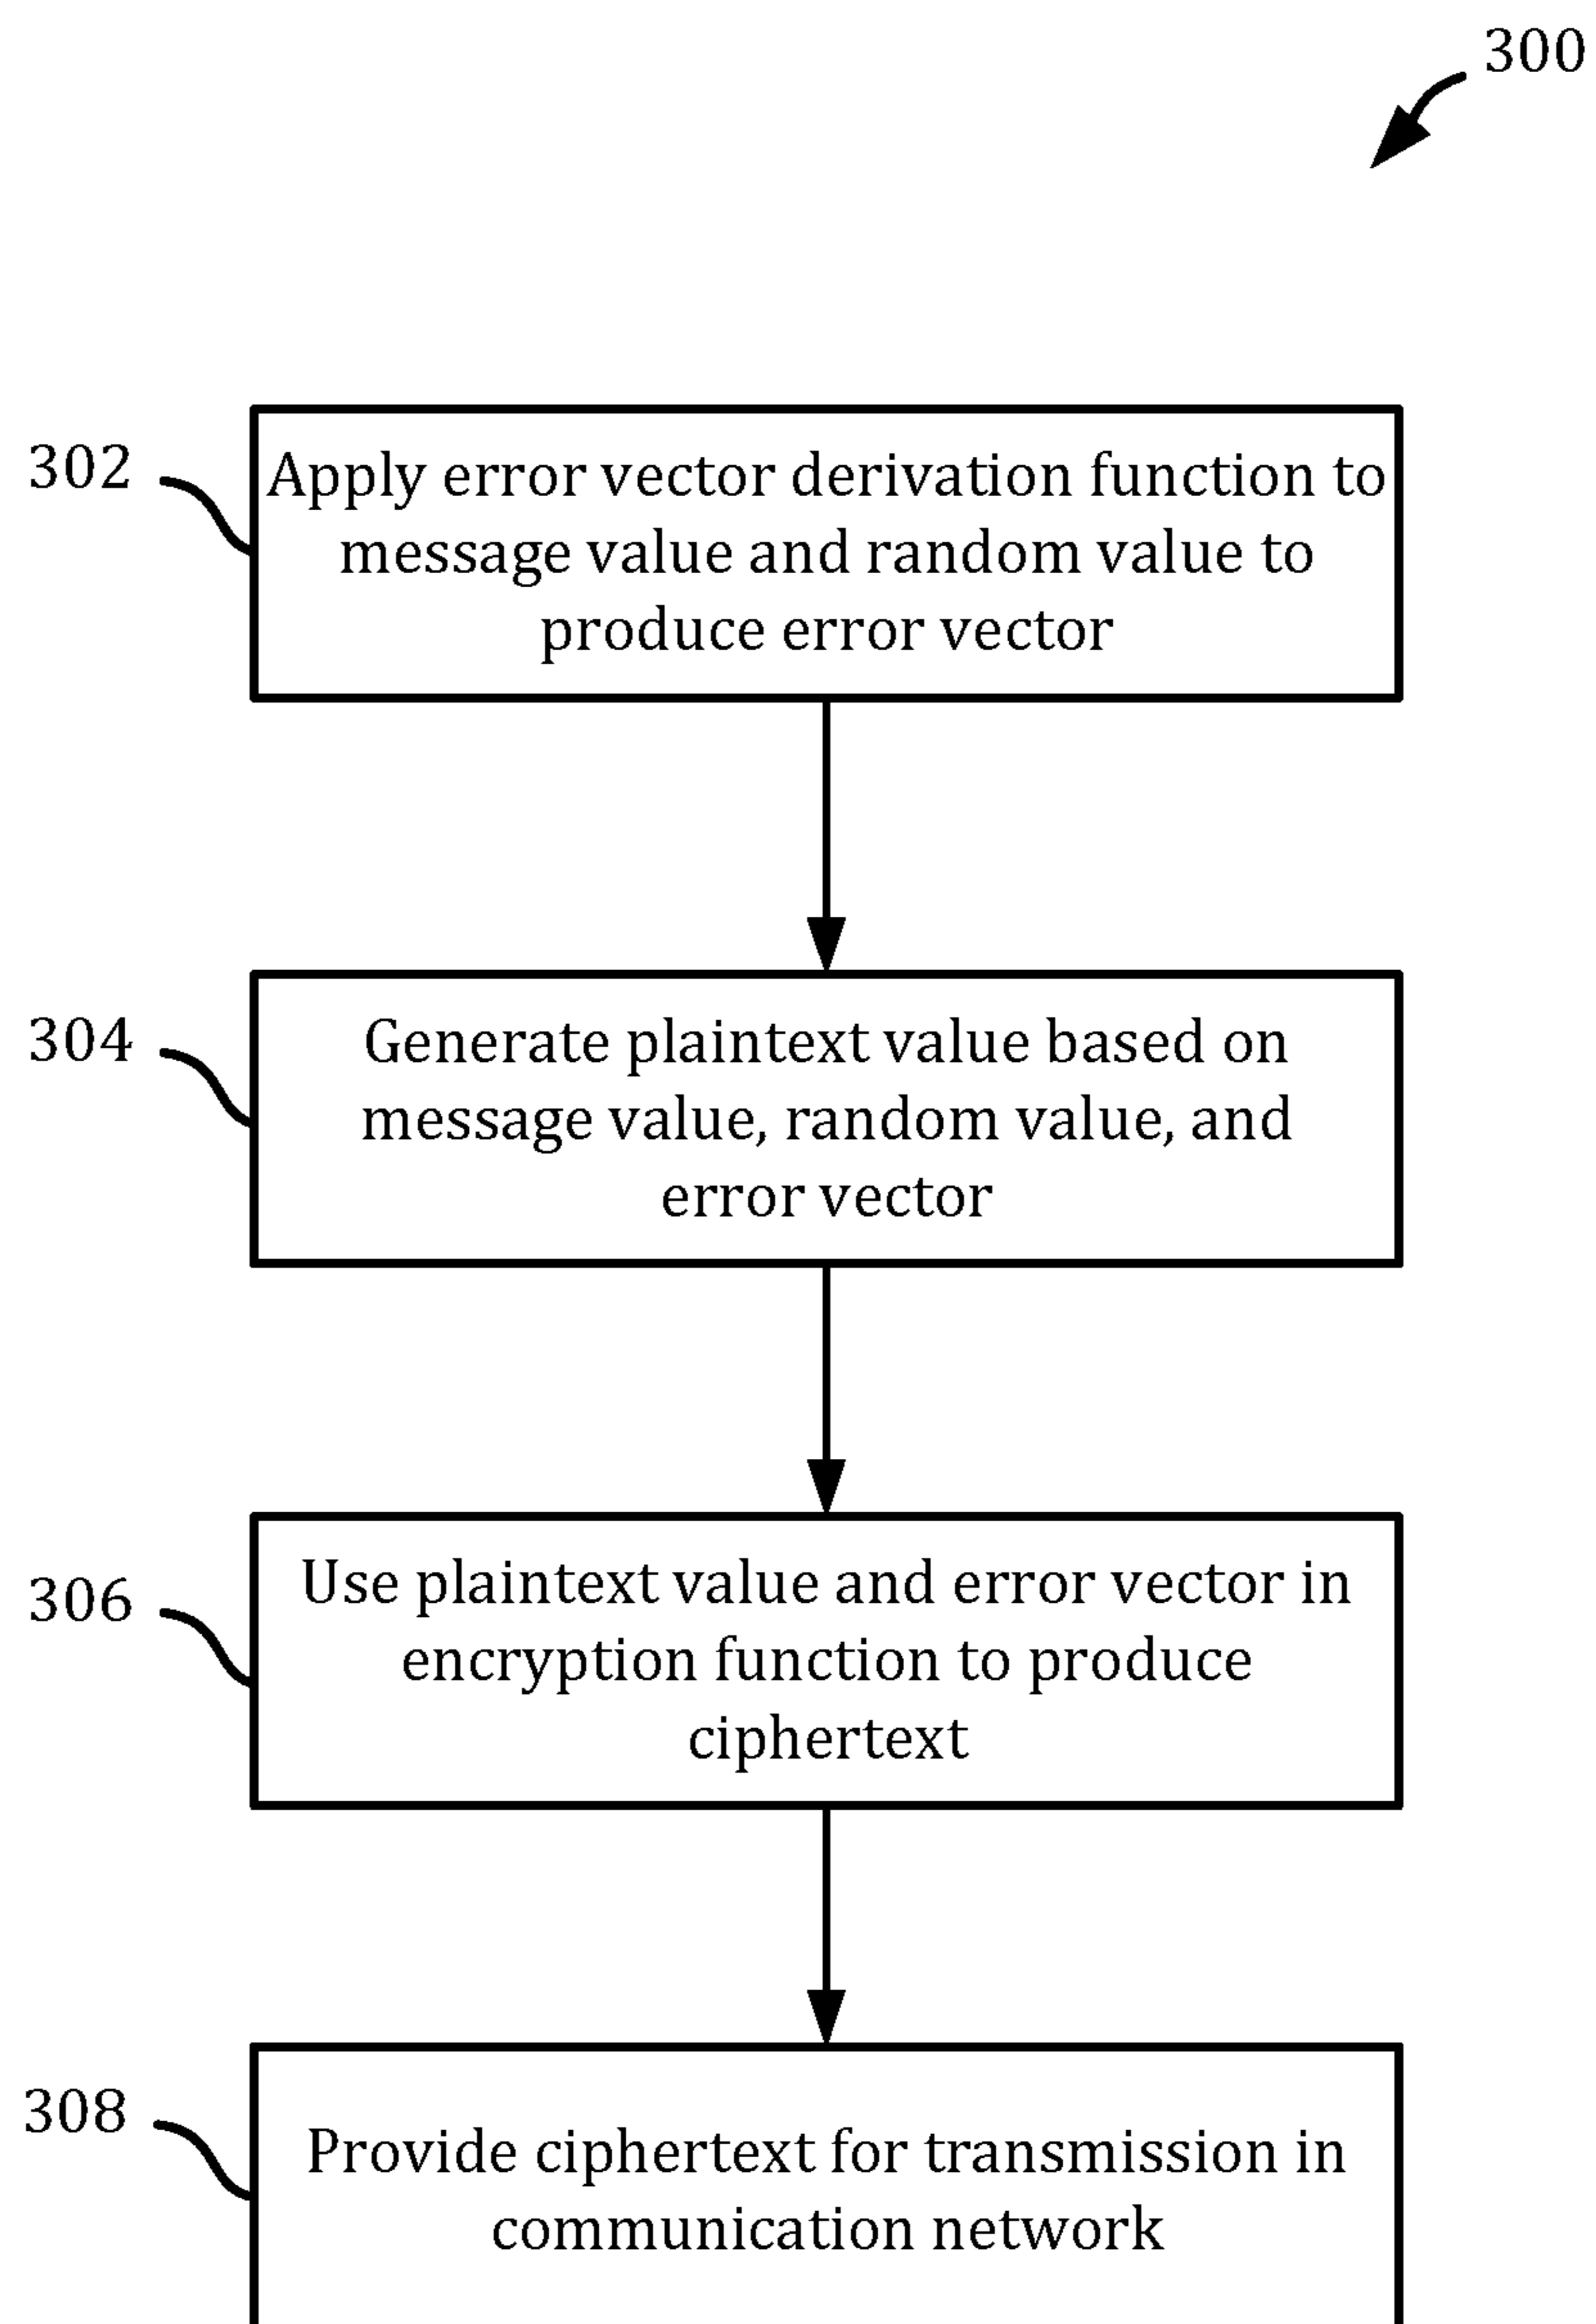 300
302
Apply error vector derivation function to
message value and random value to
produce error vector
304
Generate plaintext value based on
message value, random value, and
error vector
306
Use plaintext value and error vector in
encryption function to produce
ciphertext
308
Provide ciphertext for transmission in
communication network